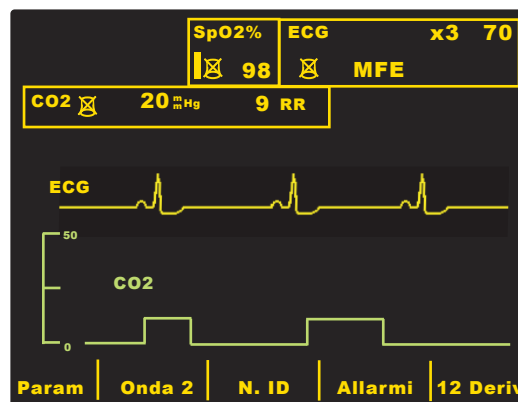 SpO2% ECG x3 70
98 MFE
CO2 20 mmHg 9 RR
ECG
50
CO2
0
Param Onda 2 N. ID Allarmi 12 Deriv